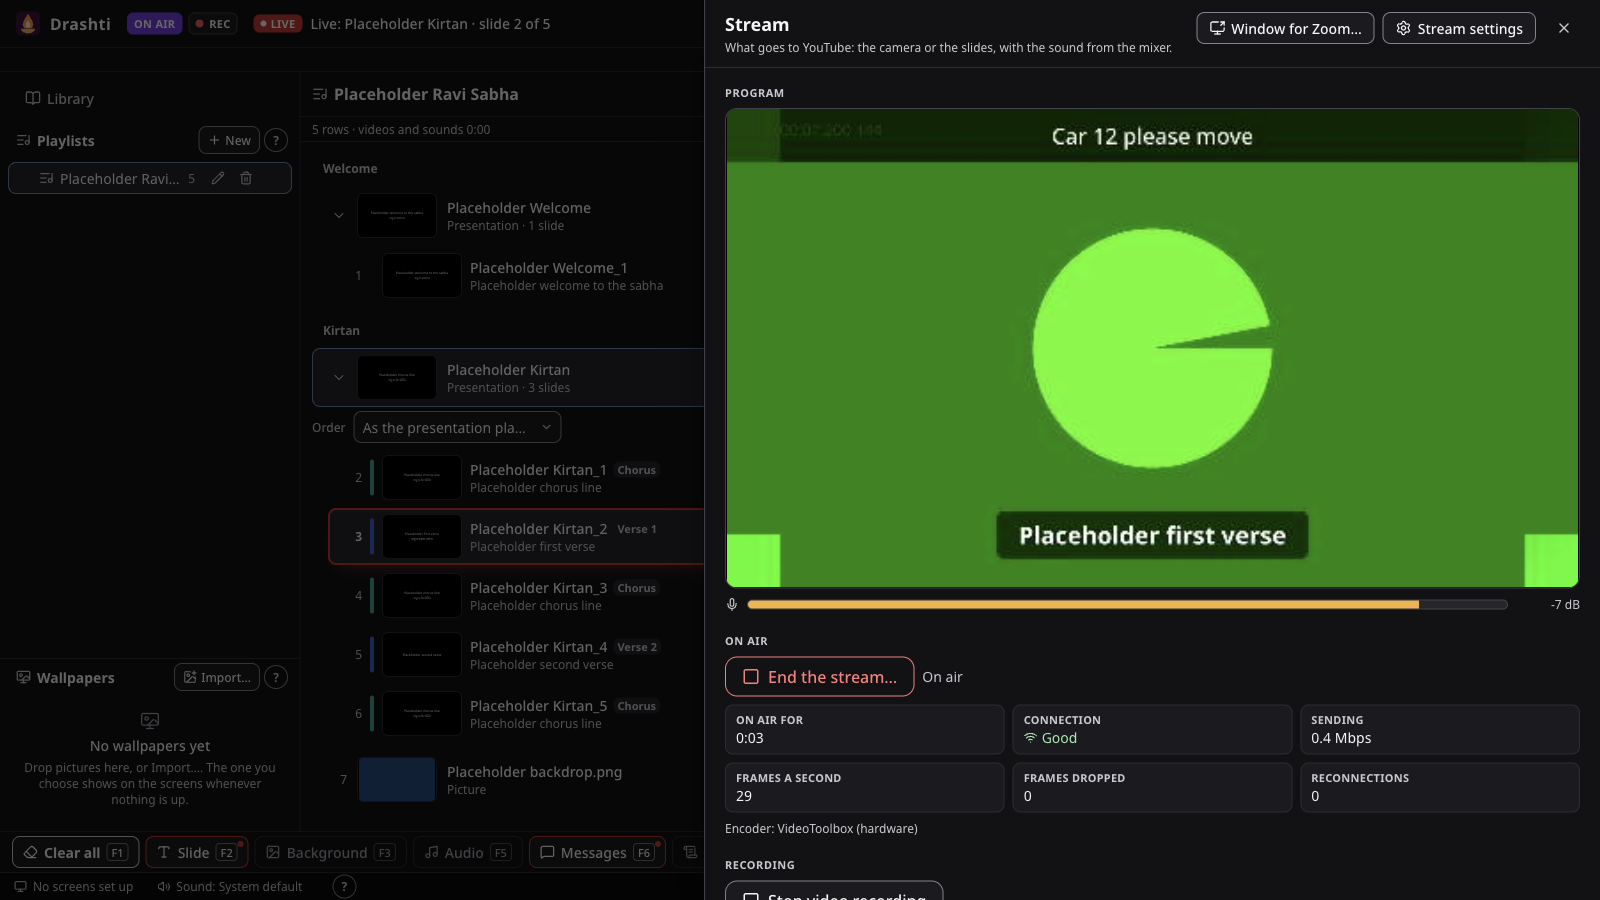 Drashti
ON AIR
REC
LIVE
Live: Placeholder Kirtan · slide 2 of 5
Library
Playlists
New
?
Placeholder Ravi...
5
Placeholder Ravi Sabha
5 rows · videos and sounds 0:00
Welcome
Placeholder Welcome
Presentation · 1 slide
1
Placeholder Welcome_1
Placeholder welcome to the sabha
Kirtan
Placeholder Kirtan
Presentation · 3 slides
Order
As the presentation pla...
2
Placeholder Kirtan_1
Chorus
Placeholder chorus line
3
Placeholder Kirtan_2
Verse 1
Placeholder first verse
4
Placeholder Kirtan_3
Chorus
Placeholder chorus line
5
Placeholder Kirtan_4
Verse 2
Placeholder second verse
6
Placeholder Kirtan_5
Chorus
Placeholder chorus line
7
Placeholder backdrop.png
Picture
Wallpapers
Import...
?
No wallpapers yet
Drop pictures here, or Import.... The one you
choose shows on the screens whenever
nothing is up.
Clear all F1
Slide F2
Background F3
Audio F5
Messages F6
No screens set up
Sound: System default
?
Stream
What goes to YouTube: the camera or the slides, with the sound from the mixer.
Window for Zoom...
Stream settings
PROGRAM
Car 12 please move
Placeholder first verse
-7 dB
ON AIR
End the stream...
On air
ON AIR FOR
0:03
CONNECTION
Good
SENDING
0.4 Mbps
FRAMES A SECOND
29
FRAMES DROPPED
0
RECONNECTIONS
0
Encoder: VideoToolbox (hardware)
RECORDING
Stop video recording